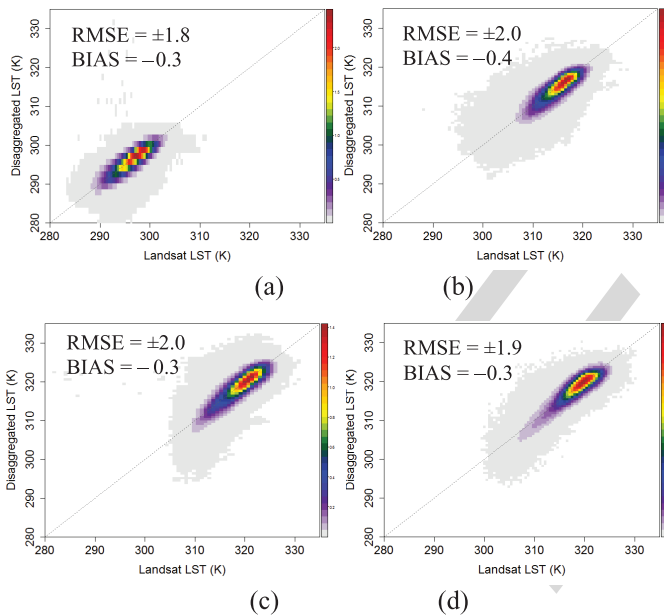 RMSE = ±1.8
BIAS = −0.3
Disaggregated LST (K)
280 290 300 310 320 330
280 290 300 310 320 330
Landsat LST (K)
(a)
RMSE = ±2.0
BIAS = −0.4
Disaggregated LST (K)
280 290 300 310 320 330
280 290 300 310 320 330
Landsat LST (K)
(b)
RMSE = ±2.0
BIAS = −0.3
Disaggregated LST (K)
280 290 300 310 320 330
280 290 300 310 320 330
Landsat LST (K)
(c)
RMSE = ±1.9
BIAS = −0.3
Disaggregated LST (K)
280 290 300 310 320 330
280 290 300 310 320 330
Landsat LST (K)
(d)